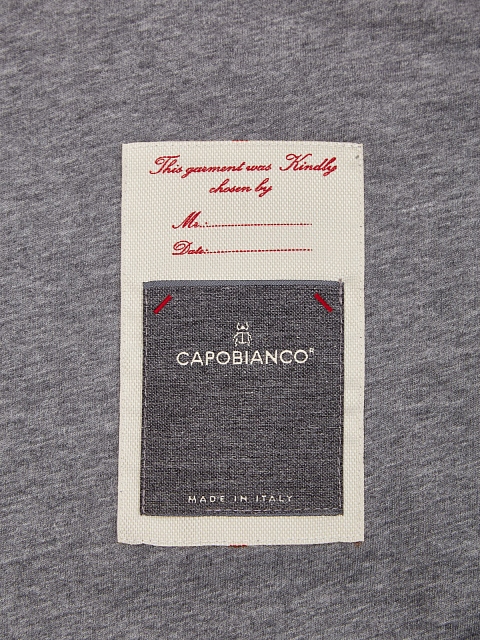 This garment was Kindly
chosen by
Mr.:
Date:
CAPOBIANCO®
MADE IN ITALY